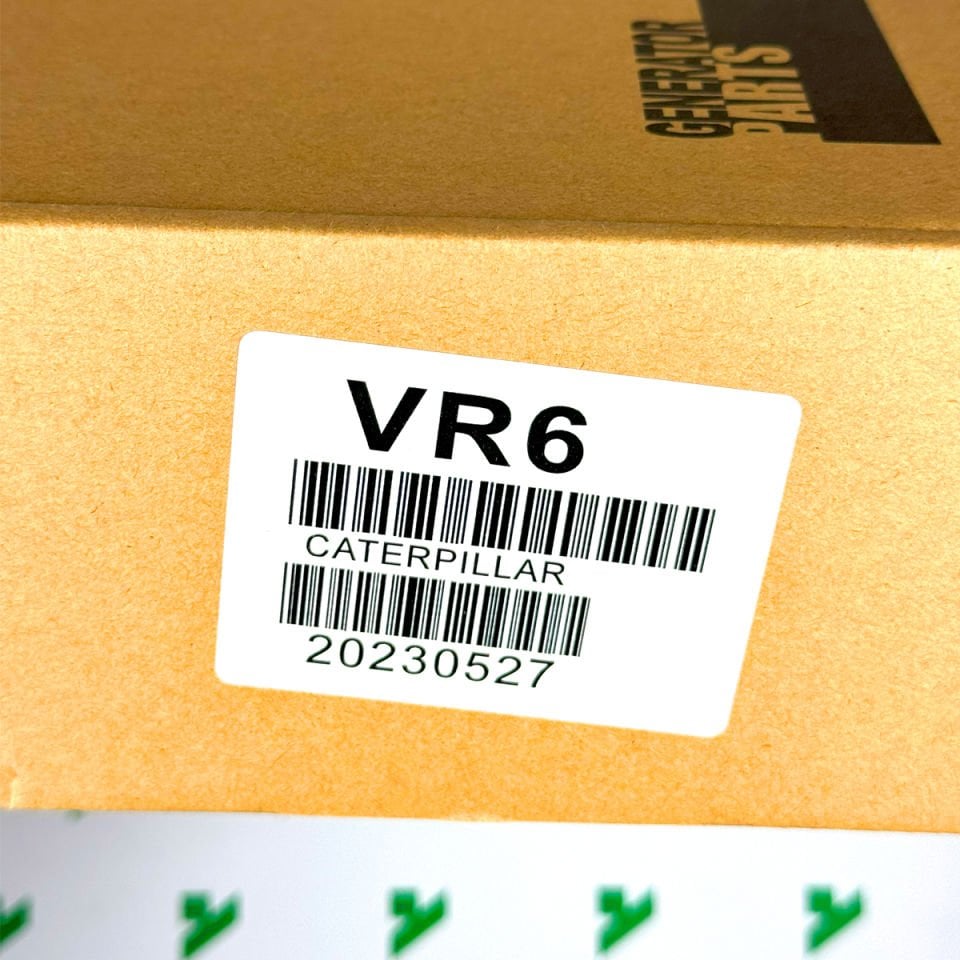 GENERATOR
PARTS
VR6
CATERPILLAR
20230527